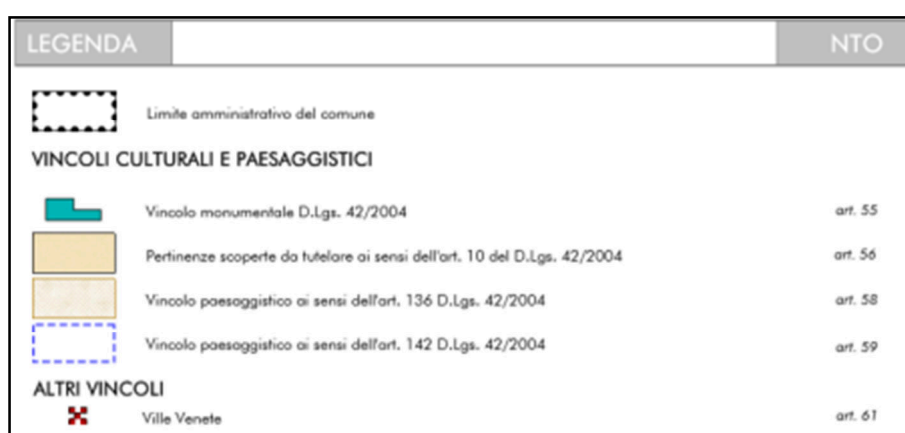 LEGENDA NTO
Limite amministrativo del comune
VINCOLI CULTURALI E PAESAGGISTICI
Vincolo monumentale D.Lgs. 42/2004 art. 55
Pertinenze scoperte da tutelare ai sensi dell'art. 10 del D.Lgs. 42/2004 art. 56
Vincolo paesaggistico ai sensi dell'art. 136 D.Lgs. 42/2004 art. 58
Vincolo paesaggistico ai sensi dell'art. 142 D.Lgs. 42/2004 art. 59
ALTRI VINCOLI
Ville Venete art. 61